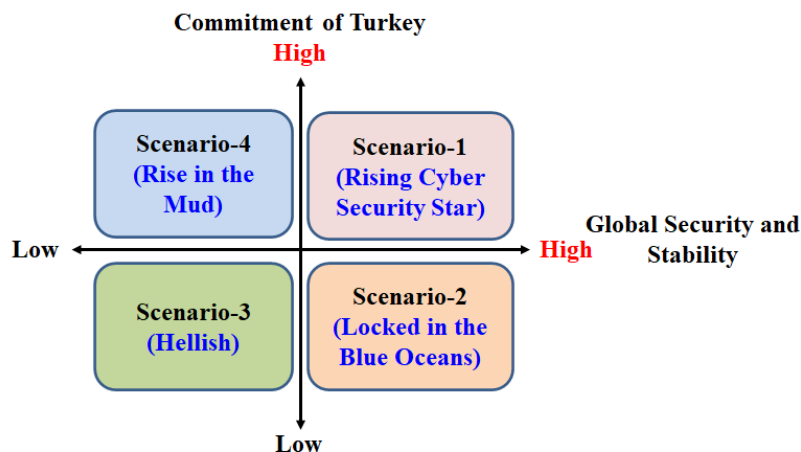 Commitment of Turkey
High
Scenario-4
(Rise in the
Mud)
Scenario-1
(Rising Cyber
Security Star)
Low
High
Global Security and
Stability
Scenario-3
(Hellish)
Scenario-2
(Locked in the
Blue Oceans)
Low